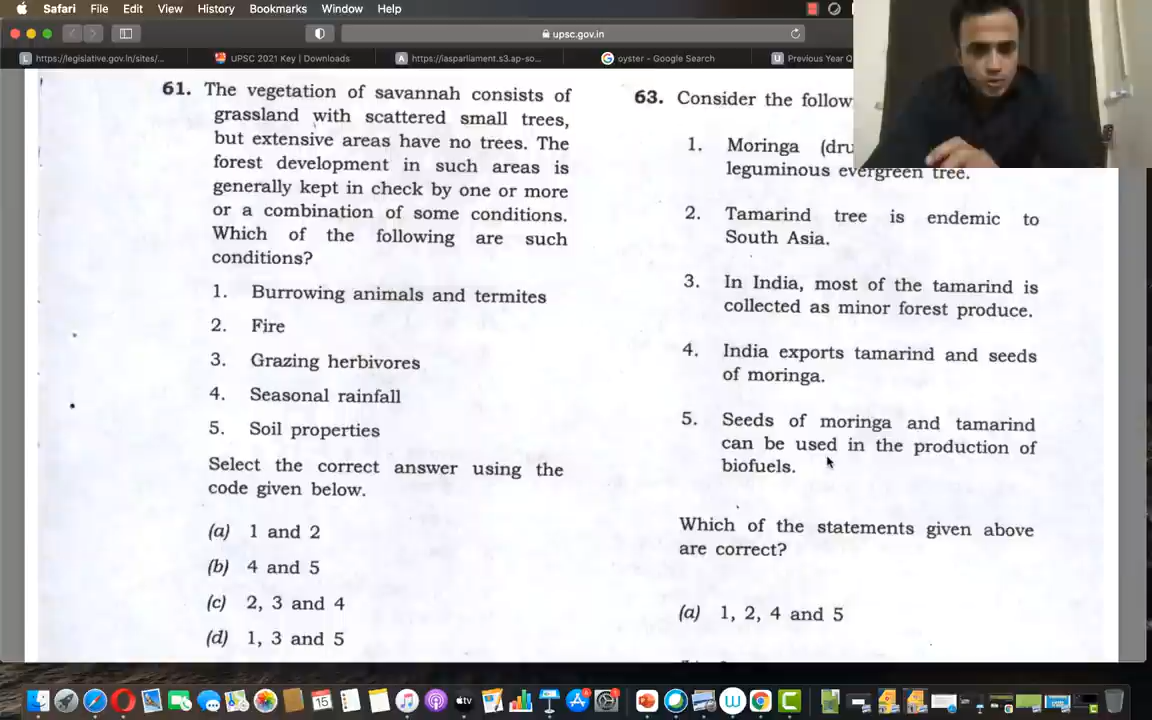 Safari File Edit View History Bookmarks Window Help
upsc.gov.in
https://legislative.gov.in/sites/...
UPSC 2021 Key | Downloads
https://iasparliament.s3.ap-so...
oyster - Google Search
Previous Year Q
61. The vegetation of savannah consists of
grassland with scattered small trees,
but extensive areas have no trees. The
forest development in such areas is
generally kept in check by one or more
or a combination of some conditions.
Which of the following are such
conditions?
1. Burrowing animals and termites
2. Fire
3. Grazing herbivores
4. Seasonal rainfall
5. Soil properties
Select the correct answer using the
code given below.
(a) 1 and 2
(b) 4 and 5
(c) 2, 3 and 4
(d) 1, 3 and 5
63. Consider the follow
1. Moringa (dru
leguminous evergreen tree.
2. Tamarind tree is endemic to
South Asia.
3. In India, most of the tamarind is
collected as minor forest produce.
4. India exports tamarind and seeds
of moringa.
5. Seeds of moringa and tamarind
can be used in the production of
biofuels.
Which of the statements given above
are correct?
(a) 1, 2, 4 and 5
tv
15
W